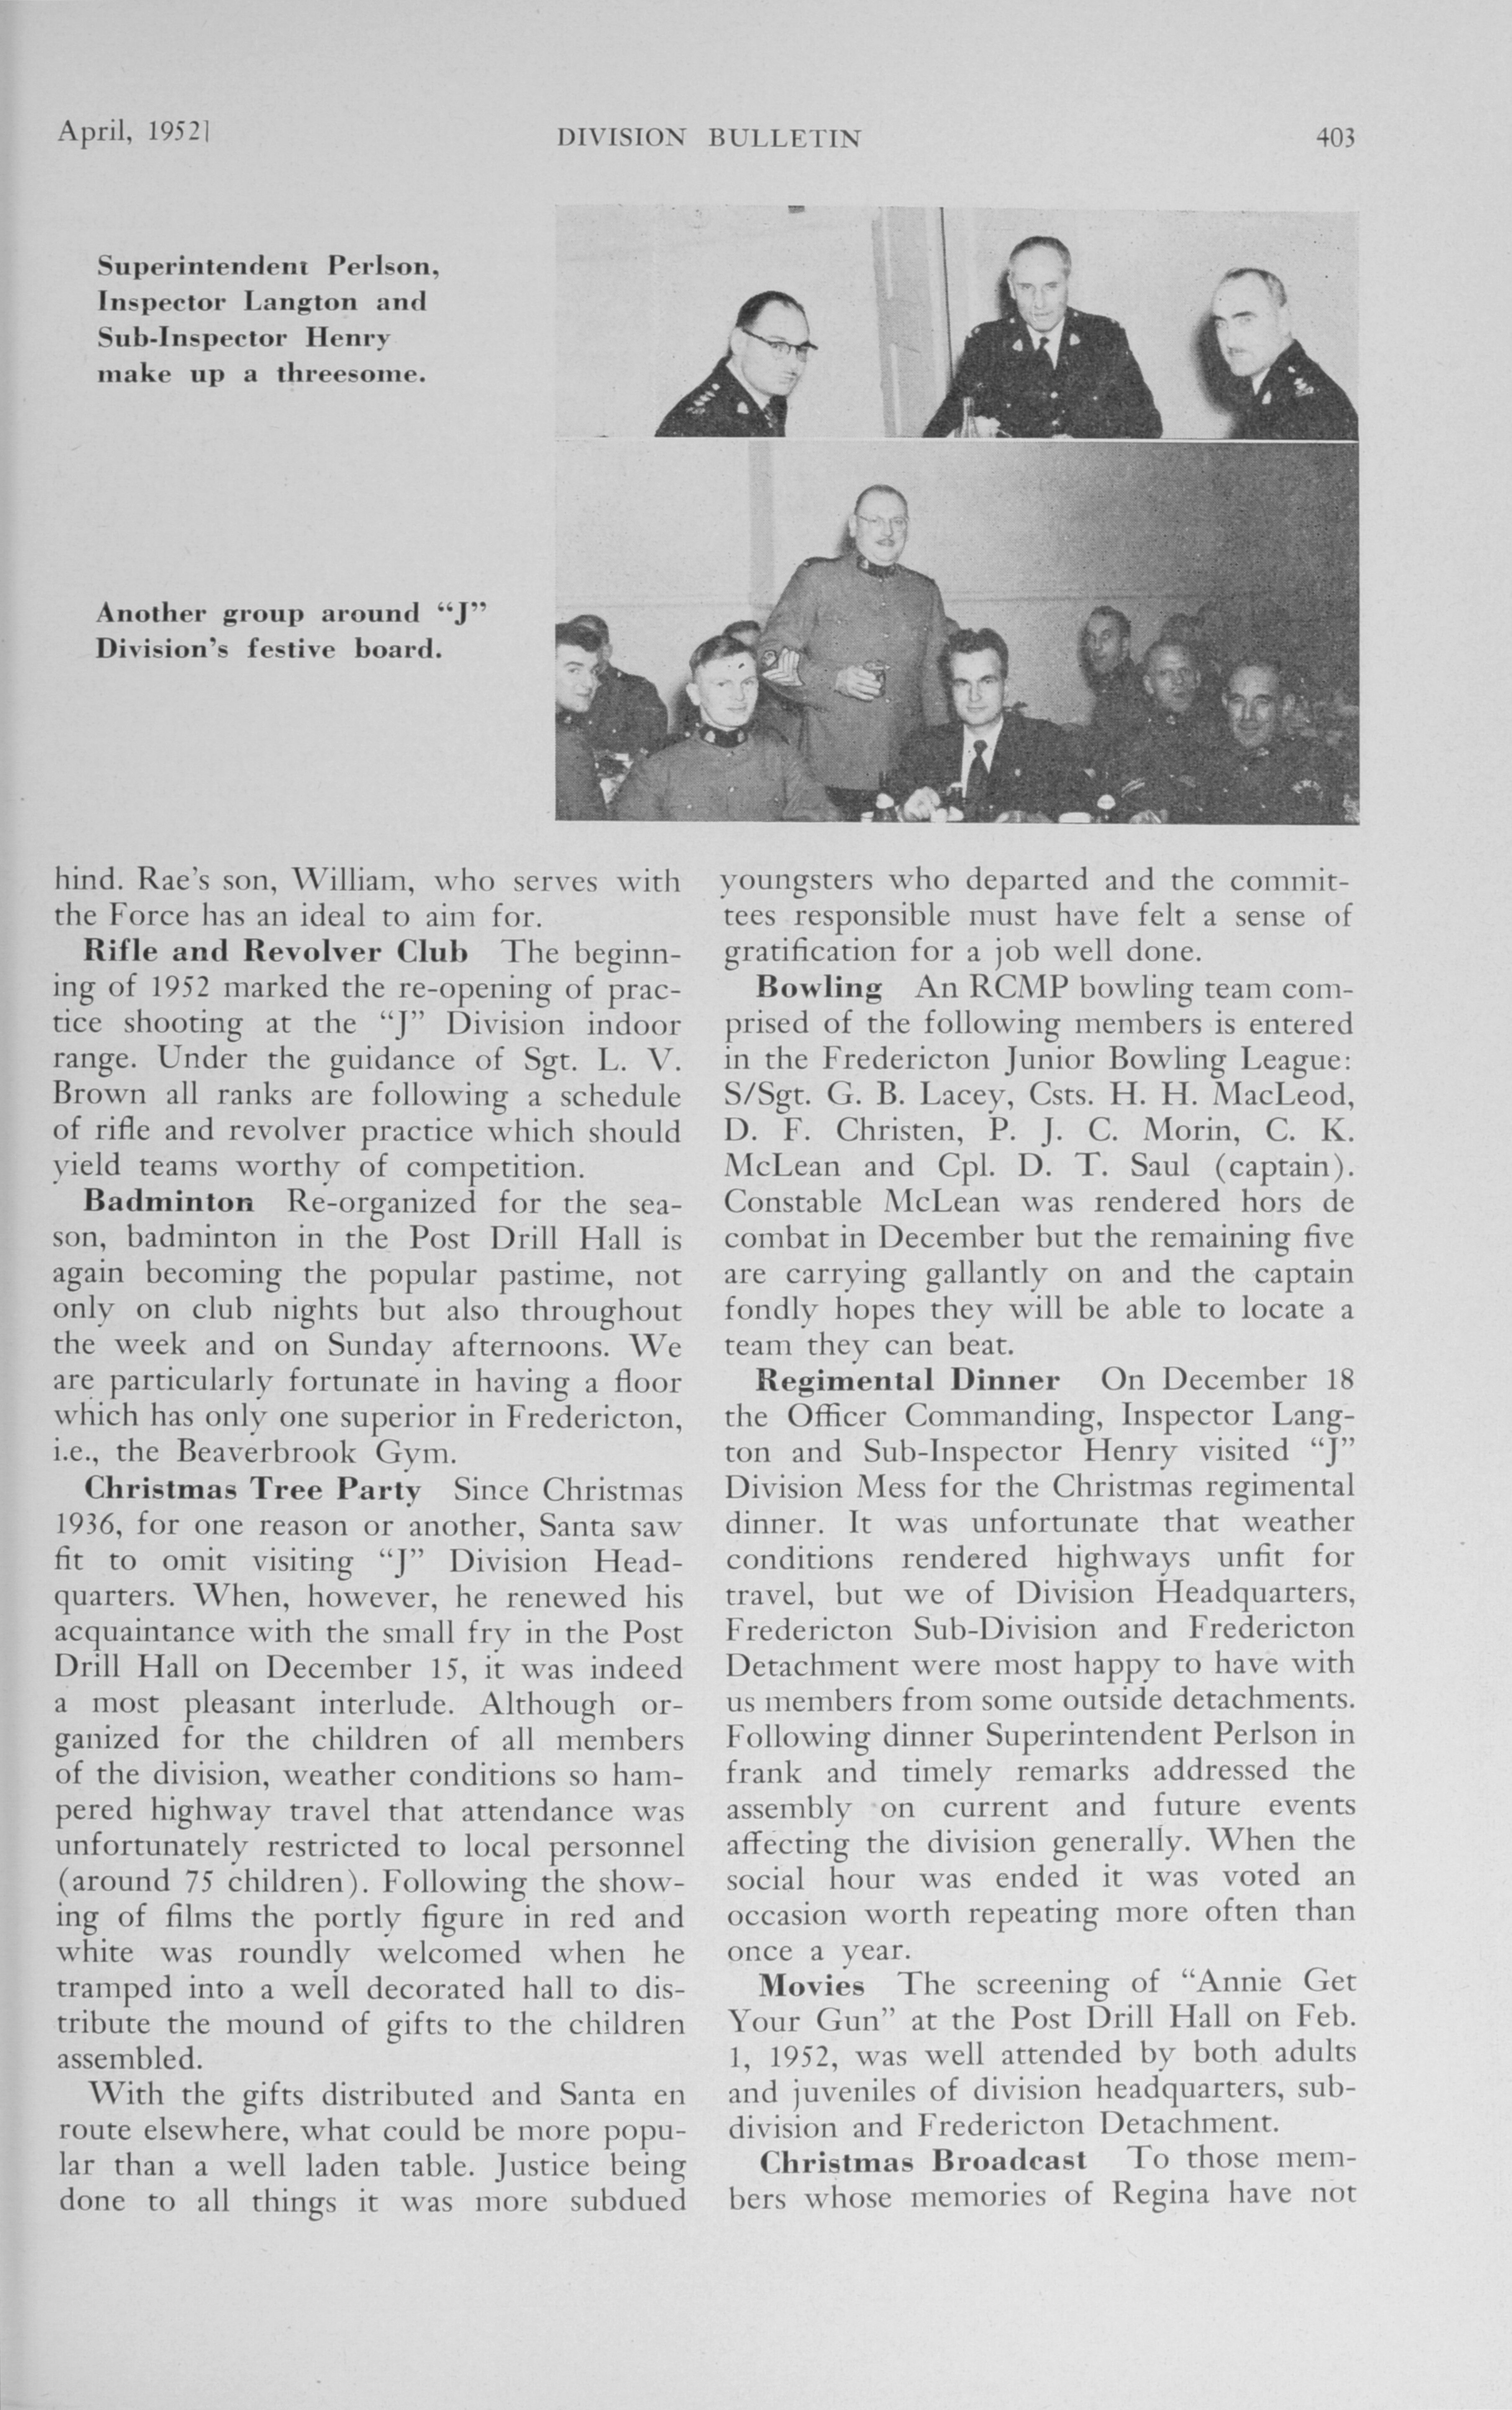 April, 1952]
DIVISION BULLETIN
403
Superintendent Perlson,
Inspector Langton and
Sub-Inspector Henry
make up a threesome.
Another group around “J”
Division’s festive board.
hind. Rae’s son, William, who serves with
the Force has an ideal to aim for.
Rifle and Revolver Club The beginn-
ing of 1952 marked the re-opening of prac-
tice shooting at the “J” Division indoor
range. Under the guidance of Sgt. L. V.
Brown all ranks are following a schedule
of rifle and revolver practice which should
yield teams worthy of competition.
Badminton Re-organized for the sea-
son, badminton in the Post Drill Hall is
again becoming the popular pastime, not
only on club nights but also throughout
the week and on Sunday afternoons. We
are particularly fortunate in having a floor
which has only one superior in Fredericton,
i.e., the Beaverbrook Gym.
Christmas Tree Party Since Christmas
1936, for one reason or another, Santa saw
fit to omit visiting “J” Division Head-
quarters. When, however, he renewed his
acquaintance with the small fry in the Post
Drill Hall on December 15, it was indeed
a most pleasant interlude. Although or-
ganized for the children of all members
of the division, weather conditions so ham-
pered highway travel that attendance was
unfortunately restricted to local personnel
(around 75 children). Following the show-
ing of films the portly figure in red and
white was roundly welcomed when he
tramped into a well decorated hall to dis-
tribute the mound of gifts to the children
assembled.
With the gifts distributed and Santa en
route elsewhere, what could be more popu-
lar than a well laden table. Justice being
done to all things it was more subdued
youngsters who departed and the commit-
tees responsible must have felt a sense of
gratification for a job well done.
Bowling An RCMP bowling team com-
prised of the following members is entered
in the Fredericton Junior Bowling League:
S/Sgt. G. B. Lacey, Csts. H. H. MacLeod,
D. F. Christen, P. J. C. Morin, C. K.
McLean and Cpl. D. T. Saul (captain).
Constable McLean was rendered hors de
combat in December but the remaining five
are carrying gallantly on and the captain
fondly hopes they will be able to locate a
team they can beat.
Regimental Dinner On December 18
the Officer Commanding, Inspector Lang-
ton and Sub-Inspector Henry visited “J”
Division Mess for the Christmas regimental
dinner. It was unfortunate that weather
conditions rendered highways unfit for
travel, but we of Division Headquarters,
Fredericton Sub-Division and Fredericton
Detachment were most happy to have with
us members from some outside detachments.
Following dinner Superintendent Perlson in
frank and timely remarks addressed the
assembly on current and future events
affecting the division generally. When the
social hour was ended it was voted an
occasion worth repeating more often than
once a year.
Movies The screening of “Annie Get
Your Gun” at the Post Drill Hall on Feb.
1, 1952, was well attended by both adults
and juveniles of division headquarters, sub-
division and Fredericton Detachment.
Christmas Broadcast To those mem-
bers whose memories of Regina have not